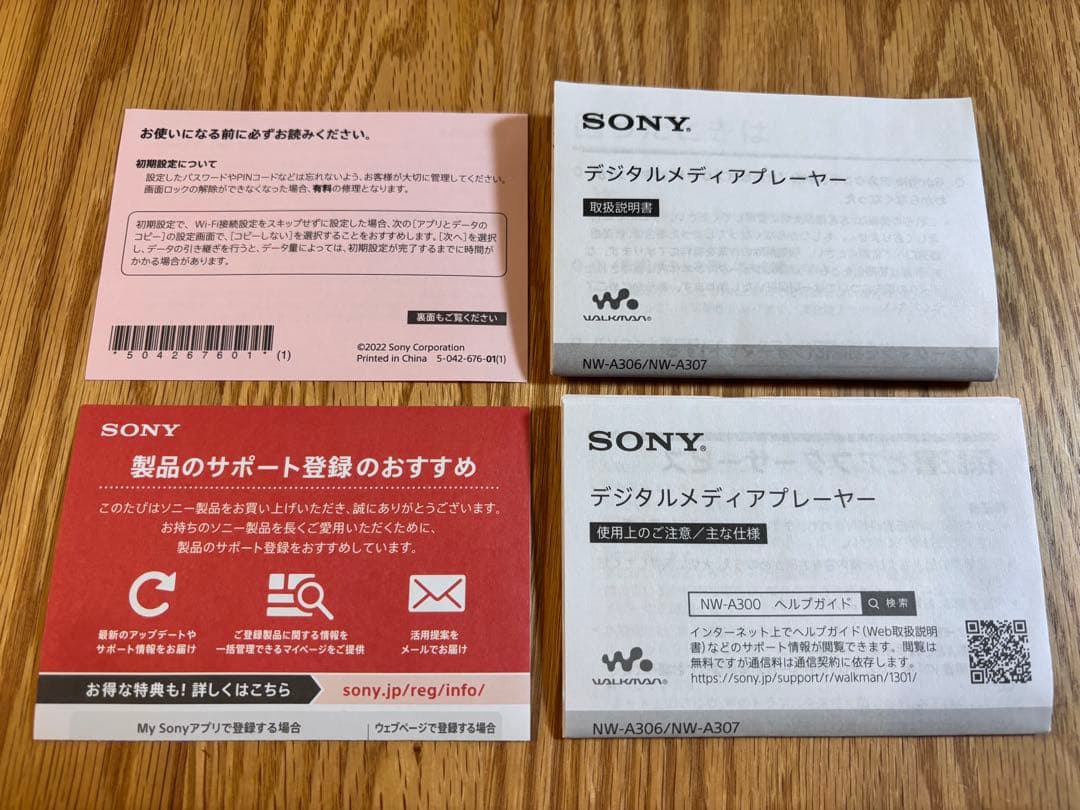 お使いになる前に必ずお読みください。
初期設定について
設定したパスワードやPINコードなどは忘れないよう、お客様が大切に管理してください。
画面ロックの解除ができなくなった場合、有料の修理となります。
初期設定で、Wi-Fi接続設定をスキップせずに設定した場合、次の[アプリとデータの
コピー]の設定画面で、[コピーしない]を選択することをおすすめします。[次へ]を選択
し、データの引き継ぎを行うと、データ量によっては、初期設定が完了するまでに時間が
かかる場合があります。
裏面もご覧ください
*504267601* (1)
©2022 Sony Corporation
Printed in China 5-042-676-01(1)
SONY®
デジタルメディアプレーヤー
取扱説明書
WALKMAN®
NW-A306/NW-A307
SONY
製品のサポート登録のおすすめ
このたびはソニー製品をお買い上げいただき、誠にありがとうございます。
お持ちのソニー製品を長くご愛用いただくために、
製品のサポート登録をおすすめしています。
最新のアップデートや
サポート情報をお届け
ご登録製品に関する情報を
一括管理できるマイページをご提供
活用提案を
メールでお届け
お得な特典も!詳しくはこちら
sony.jp/reg/info/
My Sonyアプリで登録する場合
ウェブページで登録する場合
SONY®
デジタルメディアプレーヤー
使用上のご注意/主な仕様
NW-A300 ヘルプガイド 検索
インターネット上でヘルプガイド(Web取扱説明
書)などのサポート情報が閲覧できます。閲覧は
無料ですが通信料は通信契約に依存します。
https://sony.jp/support/r/walkman/1301/
WALKMAN®
NW-A306/NW-A307